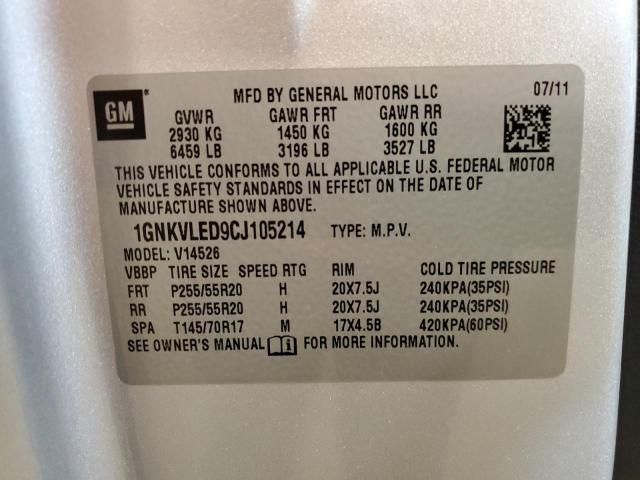 GM
MFD BY GENERAL MOTORS LLC 07/11
GVWR GAWR FRT GAWR RR
2930 KG 1450 KG 1600 KG
6459 LB 3196 LB 3527 LB
THIS VEHICLE CONFORMS TO ALL APPLICABLE U.S. FEDERAL MOTOR
VEHICLE SAFETY STANDARDS IN EFFECT ON THE DATE OF
MANUFACTURE SHOWN ABOVE.
1GNKVLED9CJ105214 TYPE: M.P.V.
MODEL: V14526
VBBP TIRE SIZE SPEED RTG RIM COLD TIRE PRESSURE
FRT P255/55R20 H 20X7.5J 240KPA(35PSI)
RR P255/55R20 H 20X7.5J 240KPA(35PSI)
SPA T145/70R17 M 17X4.5B 420KPA(60PSI)
SEE OWNER'S MANUAL i FOR MORE INFORMATION.